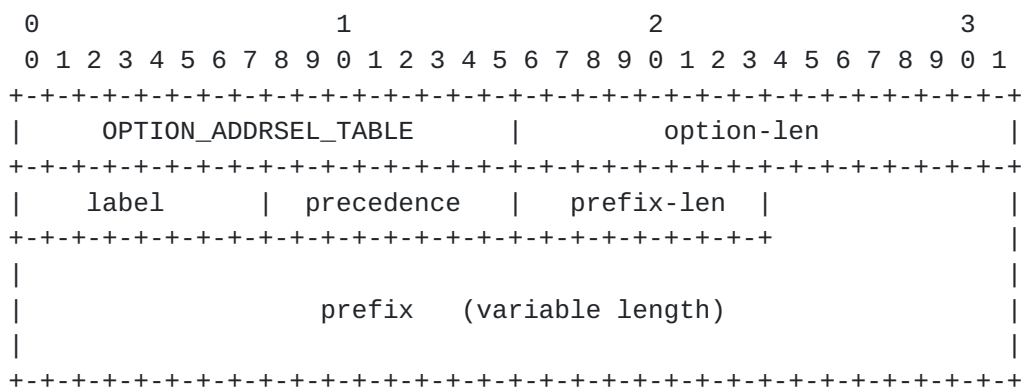 0                   1                   2                   3
0 1 2 3 4 5 6 7 8 9 0 1 2 3 4 5 6 7 8 9 0 1 2 3 4 5 6 7 8 9 0 1
+-+-+-+-+-+-+-+-+-+-+-+-+-+-+-+-+-+-+-+-+-+-+-+-+-+-+-+-+-+-+-+-+
|     OPTION_ADDRSEL_TABLE      |         option-len            |
+-+-+-+-+-+-+-+-+-+-+-+-+-+-+-+-+-+-+-+-+-+-+-+-+-+-+-+-+-+-+-+-+
|    label      |  precedence   |   prefix-len  |               |
+-+-+-+-+-+-+-+-+-+-+-+-+-+-+-+-+-+-+-+-+-+-+-+-+               |
|                                                               |
|                   prefix   (variable length)                  |
|                                                               |
+-+-+-+-+-+-+-+-+-+-+-+-+-+-+-+-+-+-+-+-+-+-+-+-+-+-+-+-+-+-+-+-+